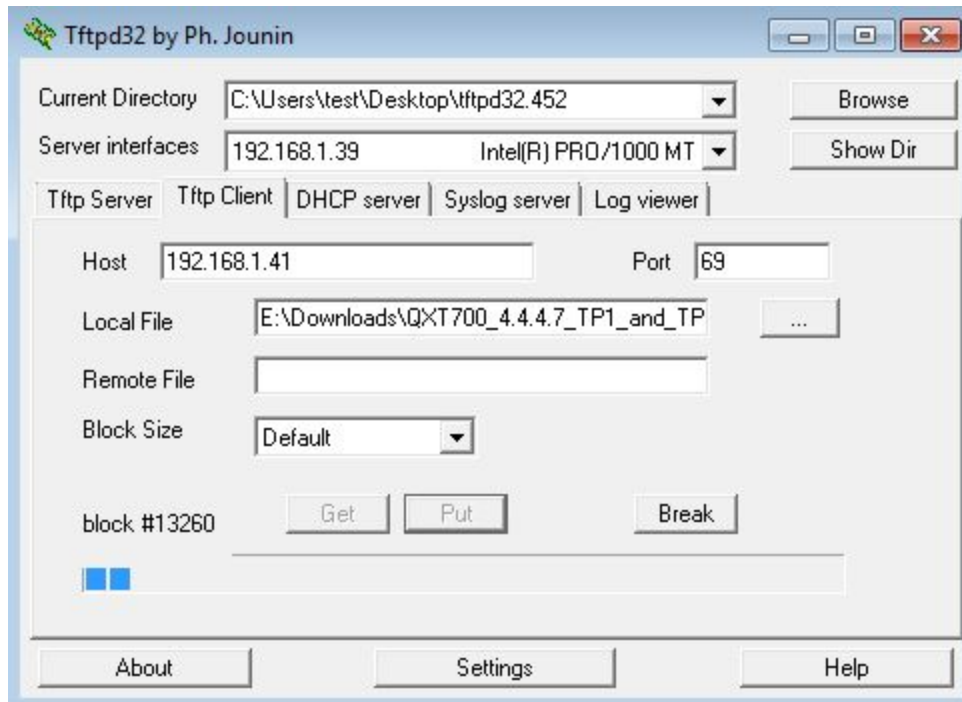 Tftpd32 by Ph. Jounin
Current Directory C:\Users\test\Desktop\tftpd32.452 Browse
Server interfaces 192.168.1.39 Intel(R) PRO/1000 MT Show Dir
Tftp Server Tftp Client DHCP server Syslog server Log viewer
Host 192.168.1.41 Port 69
Local File E:\Downloads\QXT700_4.4.4.7_TP1_and_TP ...
Remote File
Block Size Default
block #13260 Get Put Break
About Settings Help